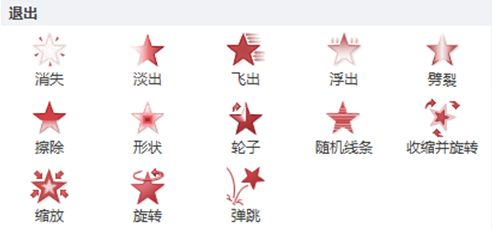 退出
消失 淡出 飞出 浮出 劈裂
擦除 形状 轮子 随机线条 收缩并旋转
缩放 旋转 弹跳